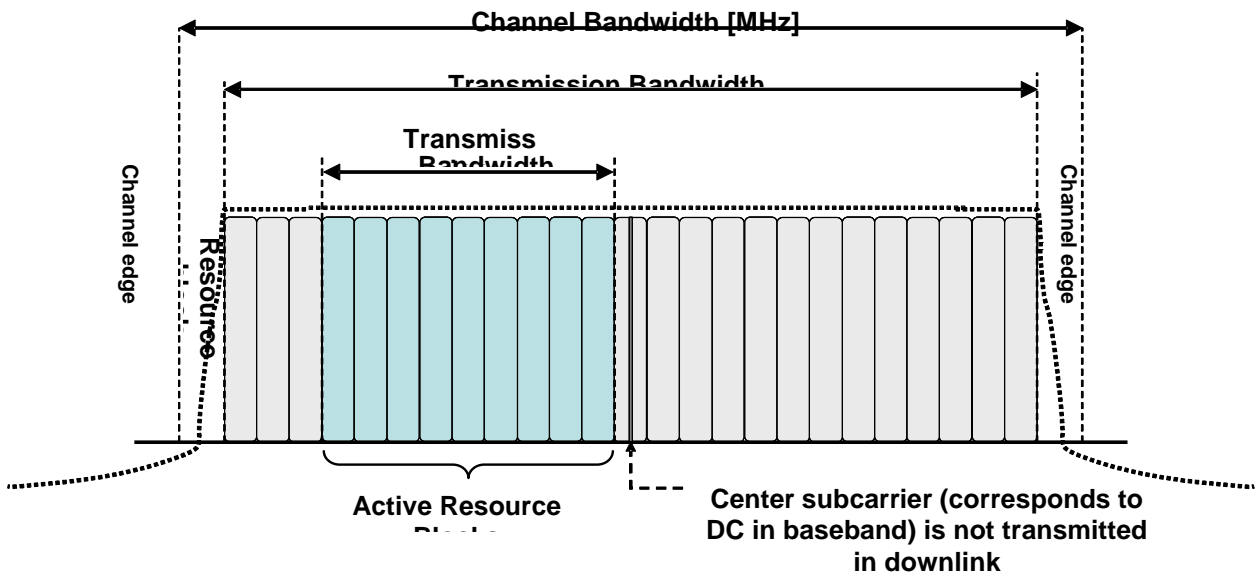 Channel Bandwidth [MHz]
Transmission Bandwidth
Transmiss
Bandwidth
Channel edge
Resource
Channel edge
Active Resource
Center subcarrier (corresponds to
DC in baseband) is not transmitted
in downlink